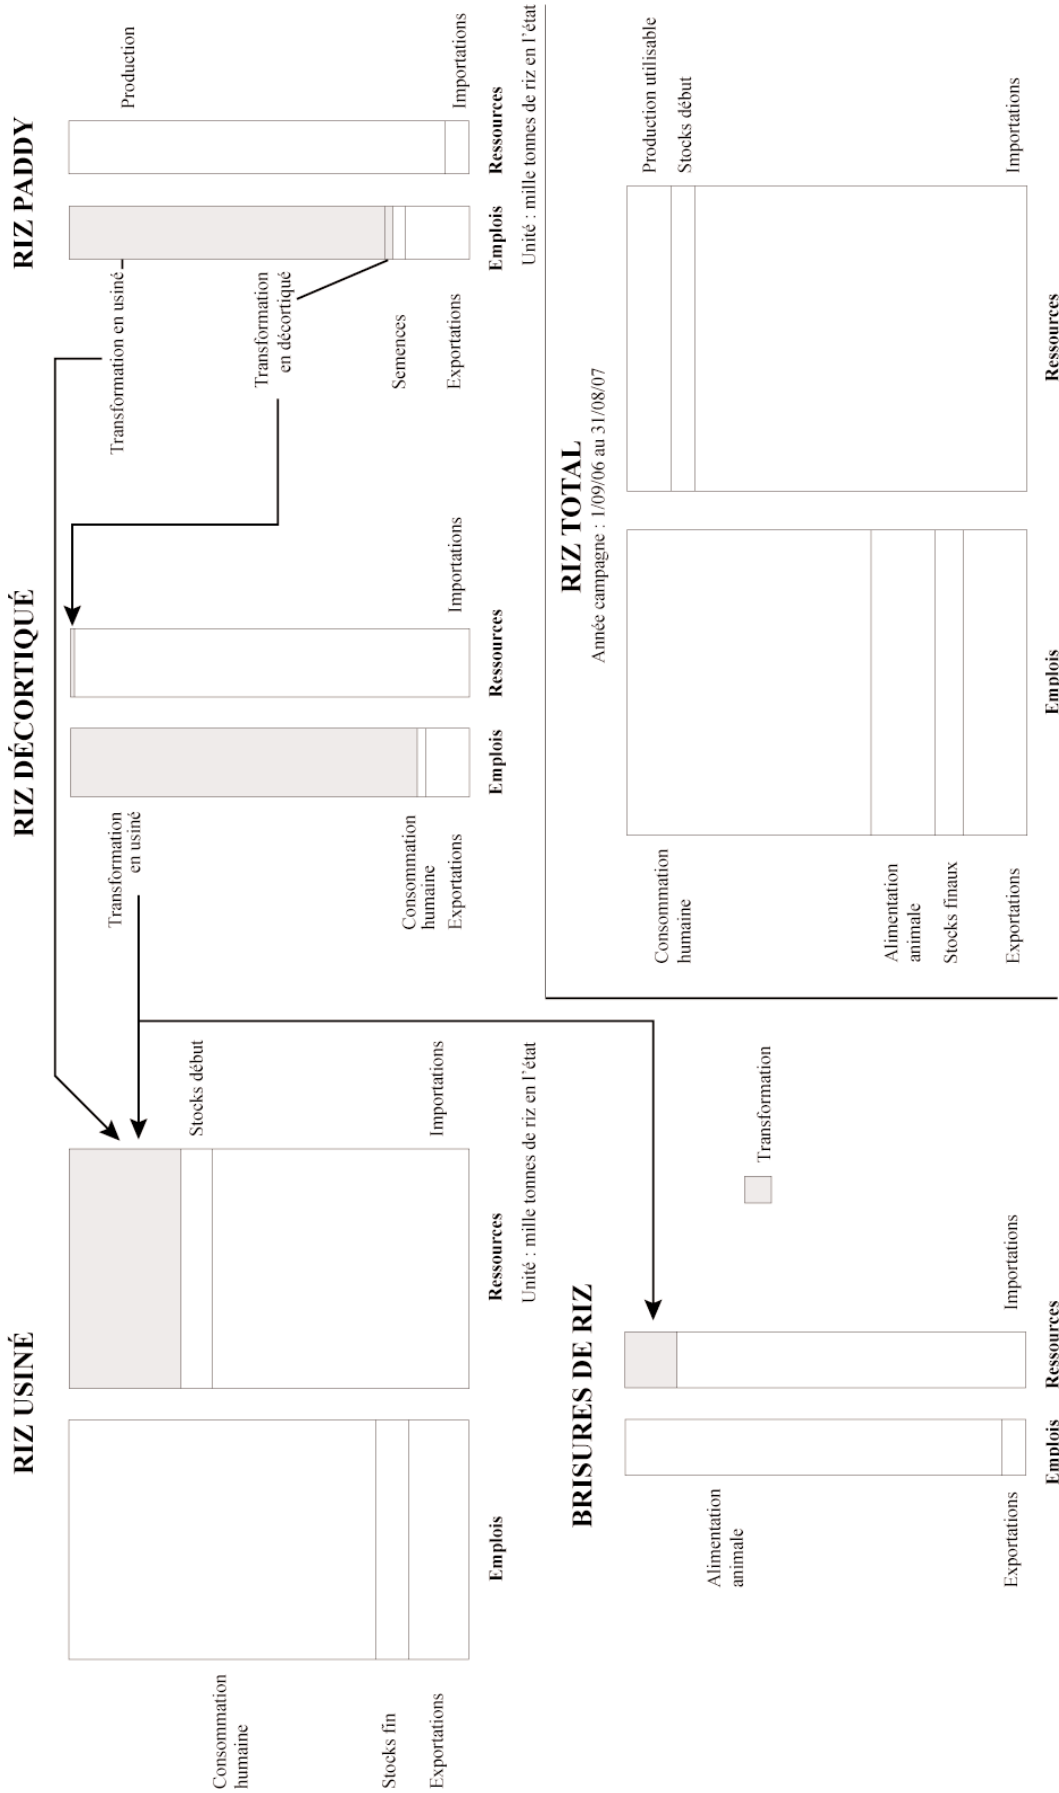 RIZ USINÉ
Consommation
humaine
Stocks fin
Exportations
Emplois
Stocks début
Importations
Ressources
Unité : mille tonnes de riz en l'état
RIZ DÉCORTIQUÉ
Transformation
en usiné
Consommation
humaine
Exportations
Emplois
Importations
Ressources
RIZ PADDY
Transformation en usiné
Transformation
en décortiqué
Semences
Exportations
Emplois
Production
Importations
Ressources
Unité : mille tonnes de riz en l'état
BRISURES DE RIZ
Alimentation
animale
Exportations
Emplois
Importations
Ressources
Transformation
RIZ TOTAL
Année campagne : 1/09/06 au 31/08/07
Consommation
humaine
Alimentation
animale
Stocks finaux
Exportations
Emplois
Production utilisable
Stocks début
Importations
Ressources